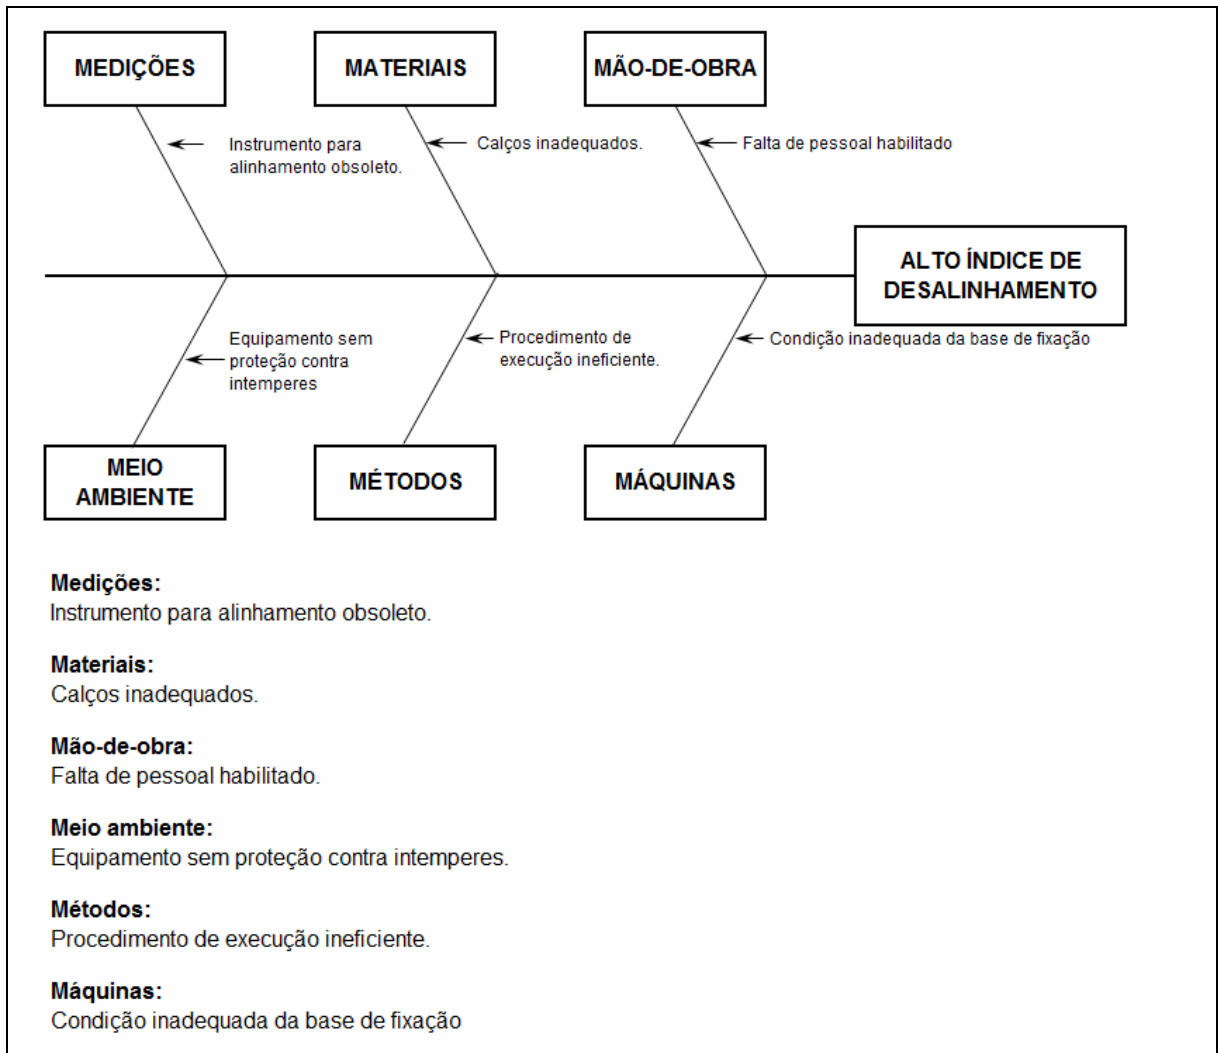 MEDIÇÕES
MATERIAIS
MÃO-DE-OBRA
Instrumento para
alinhamento obsoleto.
Calços inadequados.
Falta de pessoal habilitado
ALTO ÍNDICE DE
DESALINHAMENTO
Equipamento sem
proteção contra
intemperes
Procedimento de
execução ineficiente.
Condição inadequada da base de fixação
MEIO
AMBIENTE
MÉTODOS
MÁQUINAS
Medições:
Instrumento para alinhamento obsoleto.
Materiais:
Calços inadequados.
Mão-de-obra:
Falta de pessoal habilitado.
Meio ambiente:
Equipamento sem proteção contra intemperes.
Métodos:
Procedimento de execução ineficiente.
Máquinas:
Condição inadequada da base de fixação